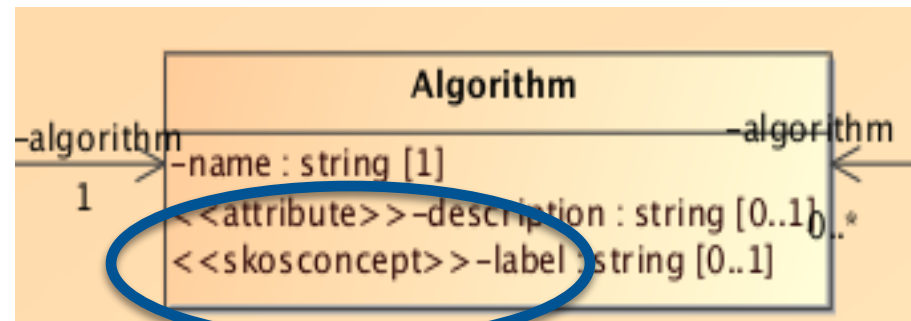 Algorithm
-algorithm
-algorithm
-name : string [1]
1
<<attribute>>-description : string [0..1]
0..*
<<skosconcept>>-label : string [0..1]